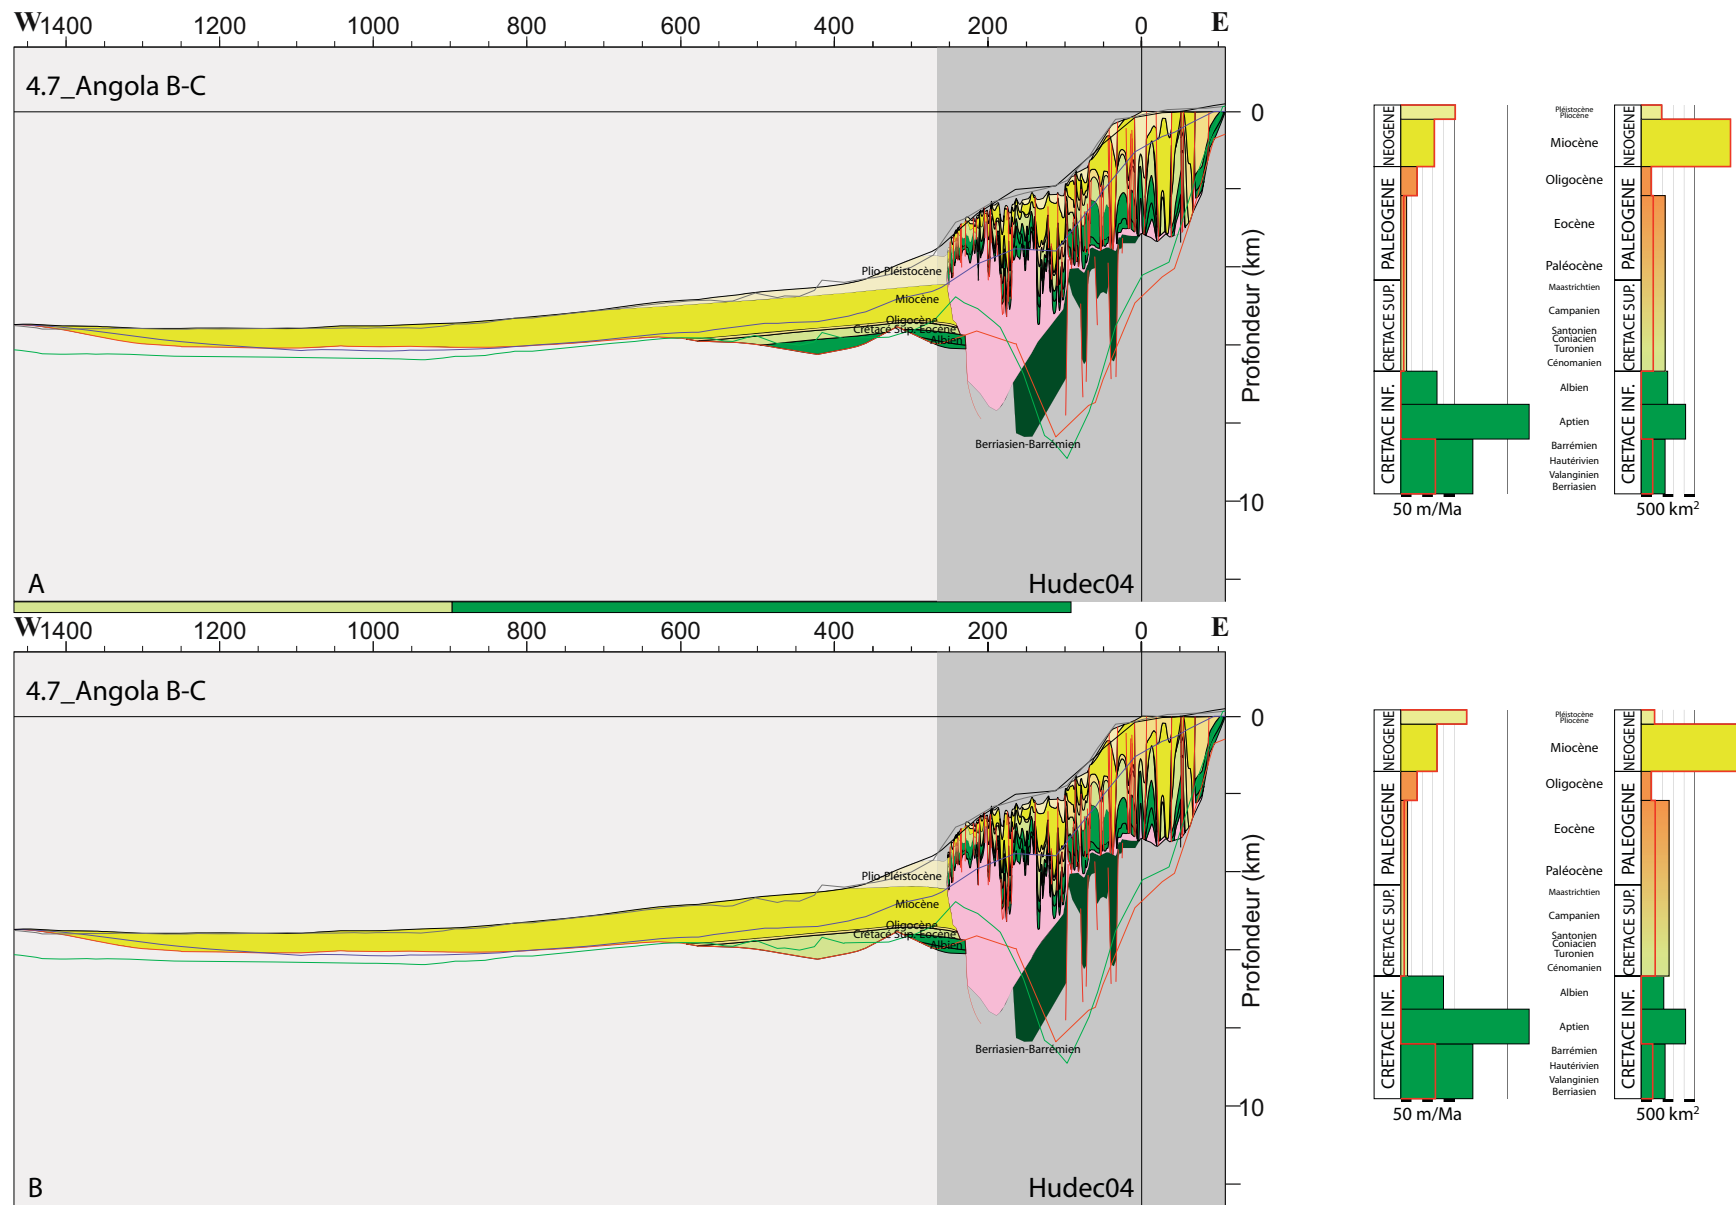 W 1400 1200 1000 800 600 400 200 0 E
4.7_Angola B-C
0
Plio-Pléistocène
Miocène
Oligocène
Crétacé Sup.-Eocène
Albien
Berriasien-Barrémien
Profondeur (km)
10
A
Hudec04
NEOGENE
PALEOGENE
CRETACE SUP.
CRETACE INF.
50 m/Ma
Pléistocène
Pliocène
Miocène
Oligocène
Eocène
Paléocène
Maastrichtien
Campanien
Santonien
Coniacien
Turonien
Cénomanien
Albien
Aptien
Barrémien
Hautérivien
Valanginien
Berriasien
NEOGENE
PALEOGENE
CRETACE SUP.
CRETACE INF.
500 km²
W 1400 1200 1000 800 600 400 200 0 E
4.7_Angola B-C
0
Plio-Pléistocène
Miocène
Oligocène
Crétacé Sup.-Eocène
Albien
Berriasien-Barrémien
Profondeur (km)
10
B
Hudec04
NEOGENE
PALEOGENE
CRETACE SUP.
CRETACE INF.
50 m/Ma
Pléistocène
Pliocène
Miocène
Oligocène
Eocène
Paléocène
Maastrichtien
Campanien
Santonien
Coniacien
Turonien
Cénomanien
Albien
Aptien
Barrémien
Hautérivien
Valanginien
Berriasien
NEOGENE
PALEOGENE
CRETACE SUP.
CRETACE INF.
500 km²